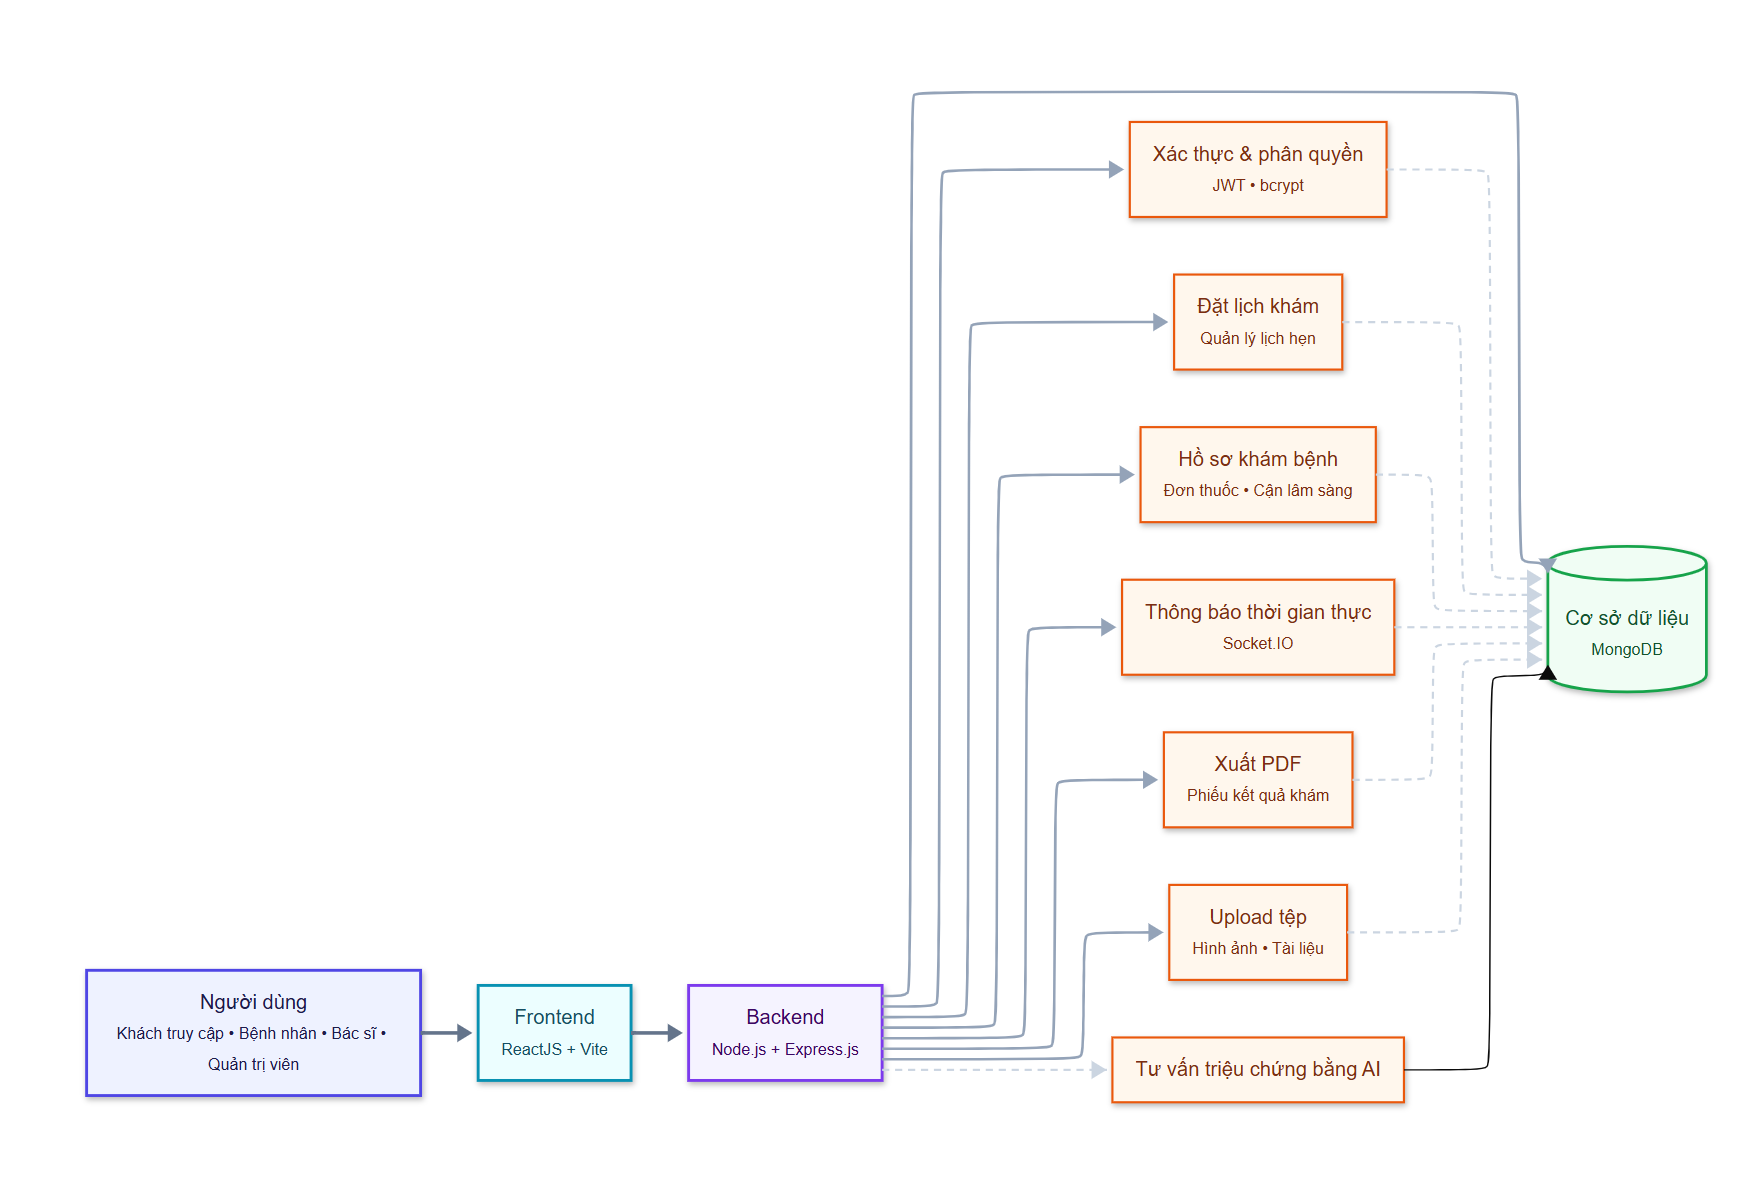 Xác thực & phân quyền
JWT • bcrypt
Đặt lịch khám
Quản lý lịch hẹn
Hồ sơ khám bệnh
Đơn thuốc • Cận lâm sàng
Thông báo thời gian thực
Socket.IO
Cơ sở dữ liệu
MongoDB
Xuất PDF
Phiếu kết quả khám
Upload tệp
Hình ảnh • Tài liệu
Người dùng
Khách truy cập • Bệnh nhân • Bác sĩ •
Quản trị viên
Frontend
ReactJS + Vite
Backend
Node.js + Express.js
Tư vấn triệu chứng bằng AI